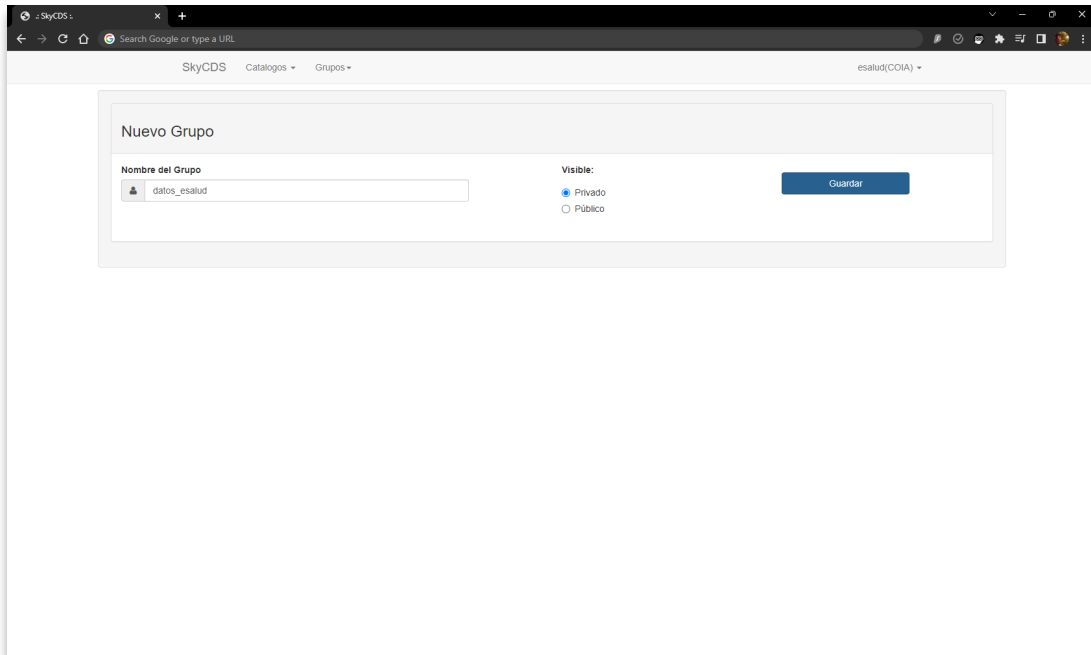 .: SkyCDS :.
Search Google or type a URL
SkyCDS Catalogos Grupos esalud(COIA)
Nuevo Grupo
Nombre del Grupo
datos_esalud
Visible:
Privado
Público
Guardar